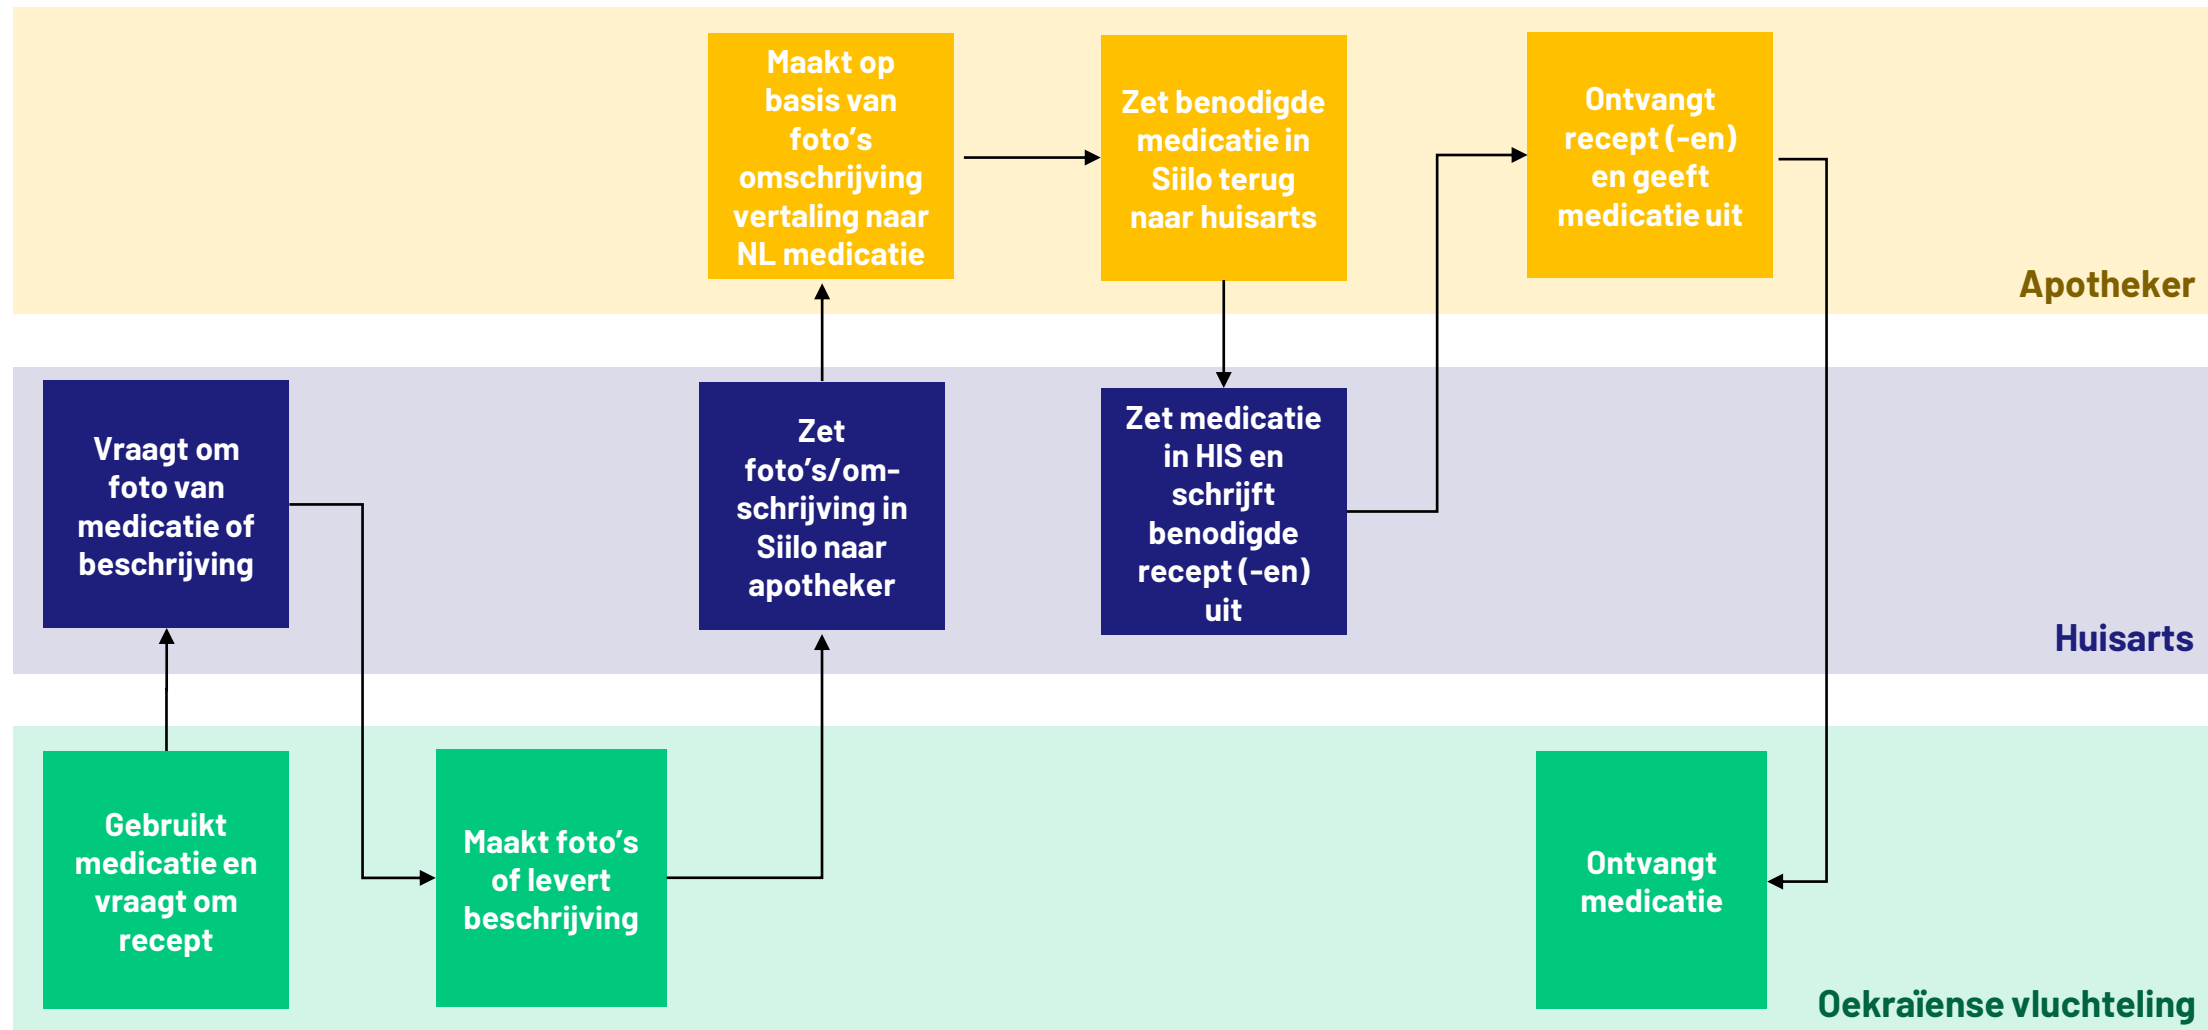 Maakt op
basis van
foto's
omschrijving
vertaling naar
NL medicatie
Zet benodigde
medicatie in
Siilo terug
naar huisarts
Ontvangt
recept (-en)
en geeft
medicatie uit
Apotheker
Vraagt om
foto van
medicatie of
beschrijving
Zet
foto's/om-
schrijving in
Siilo naar
apotheker
Zet medicatie
in HIS en
schrijft
benodigde
recept (-en)
uit
Huisarts
Gebruikt
medicatie en
vraagt om
recept
Maakt foto's
of levert
beschrijving
Ontvangt
medicatie
Oekraïense vluchteling